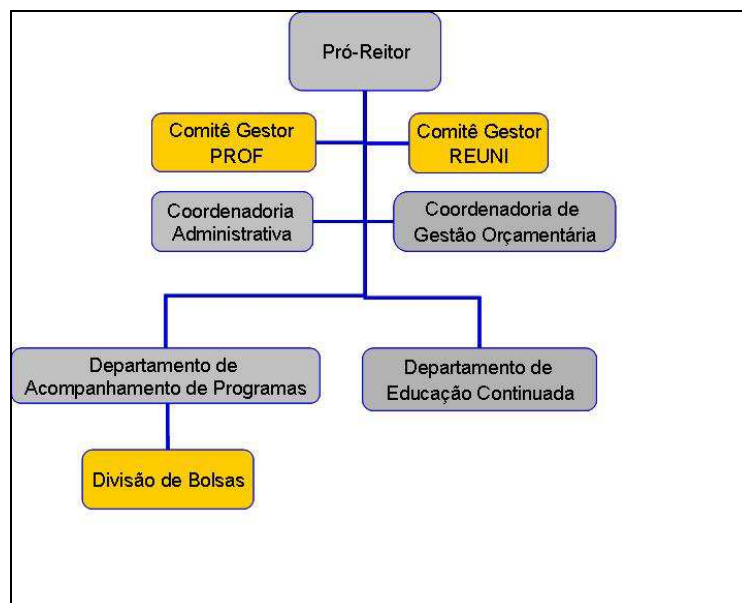 Pró-Reitor
Comitê Gestor
PROF
Comitê Gestor
REUNI
Coordenadoria
Administrativa
Coordenadoria de
Gestão Orçamentária
Departamento de
Acompanhamento de Programas
Departamento de
Educação Continuada
Divisão de Bolsas